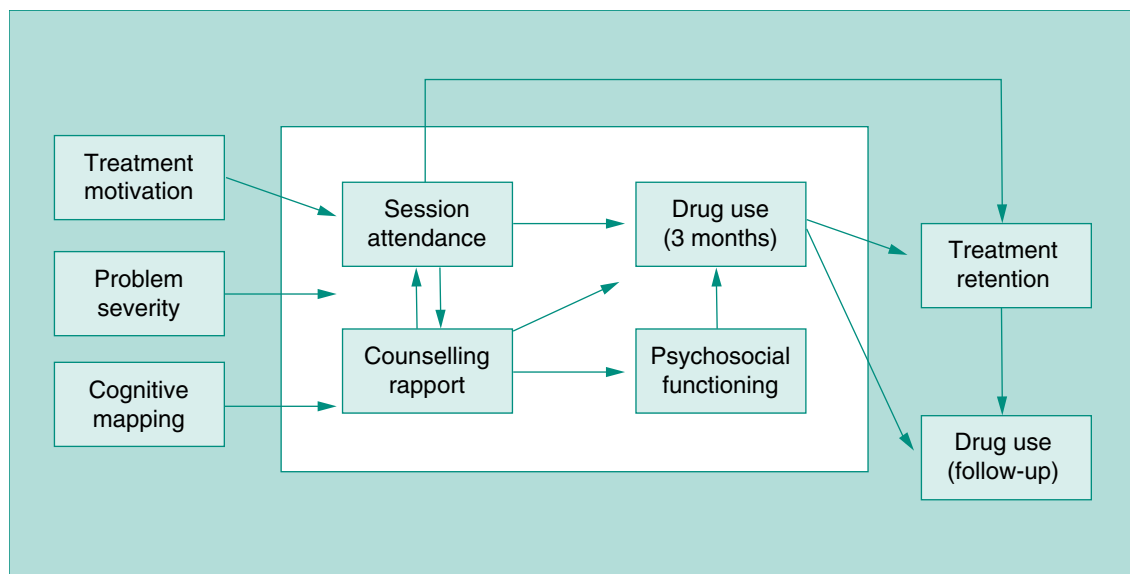 Treatment
motivation
Problem
severity
Cognitive
mapping
Session
attendance
Counselling
rapport
Drug use
(3 months)
Psychosocial
functioning
Treatment
retention
Drug use
(follow-up)